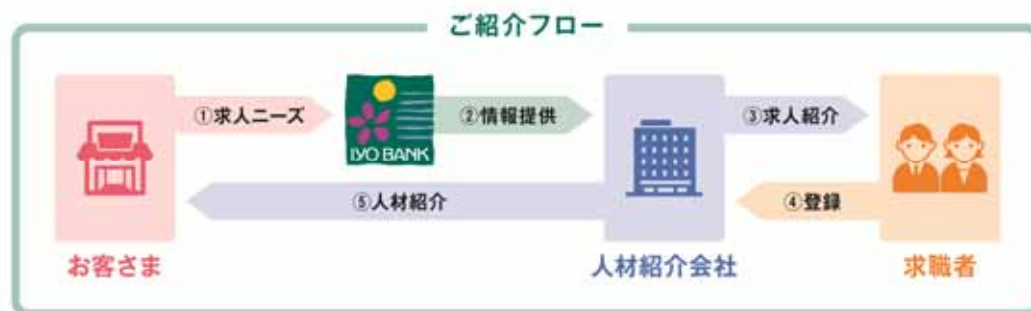 ご紹介フロー
①求人ニーズ
IYO BANK
②情報提供
③求人紹介
④登録
⑤人材紹介
お客さま
人材紹介会社
求職者